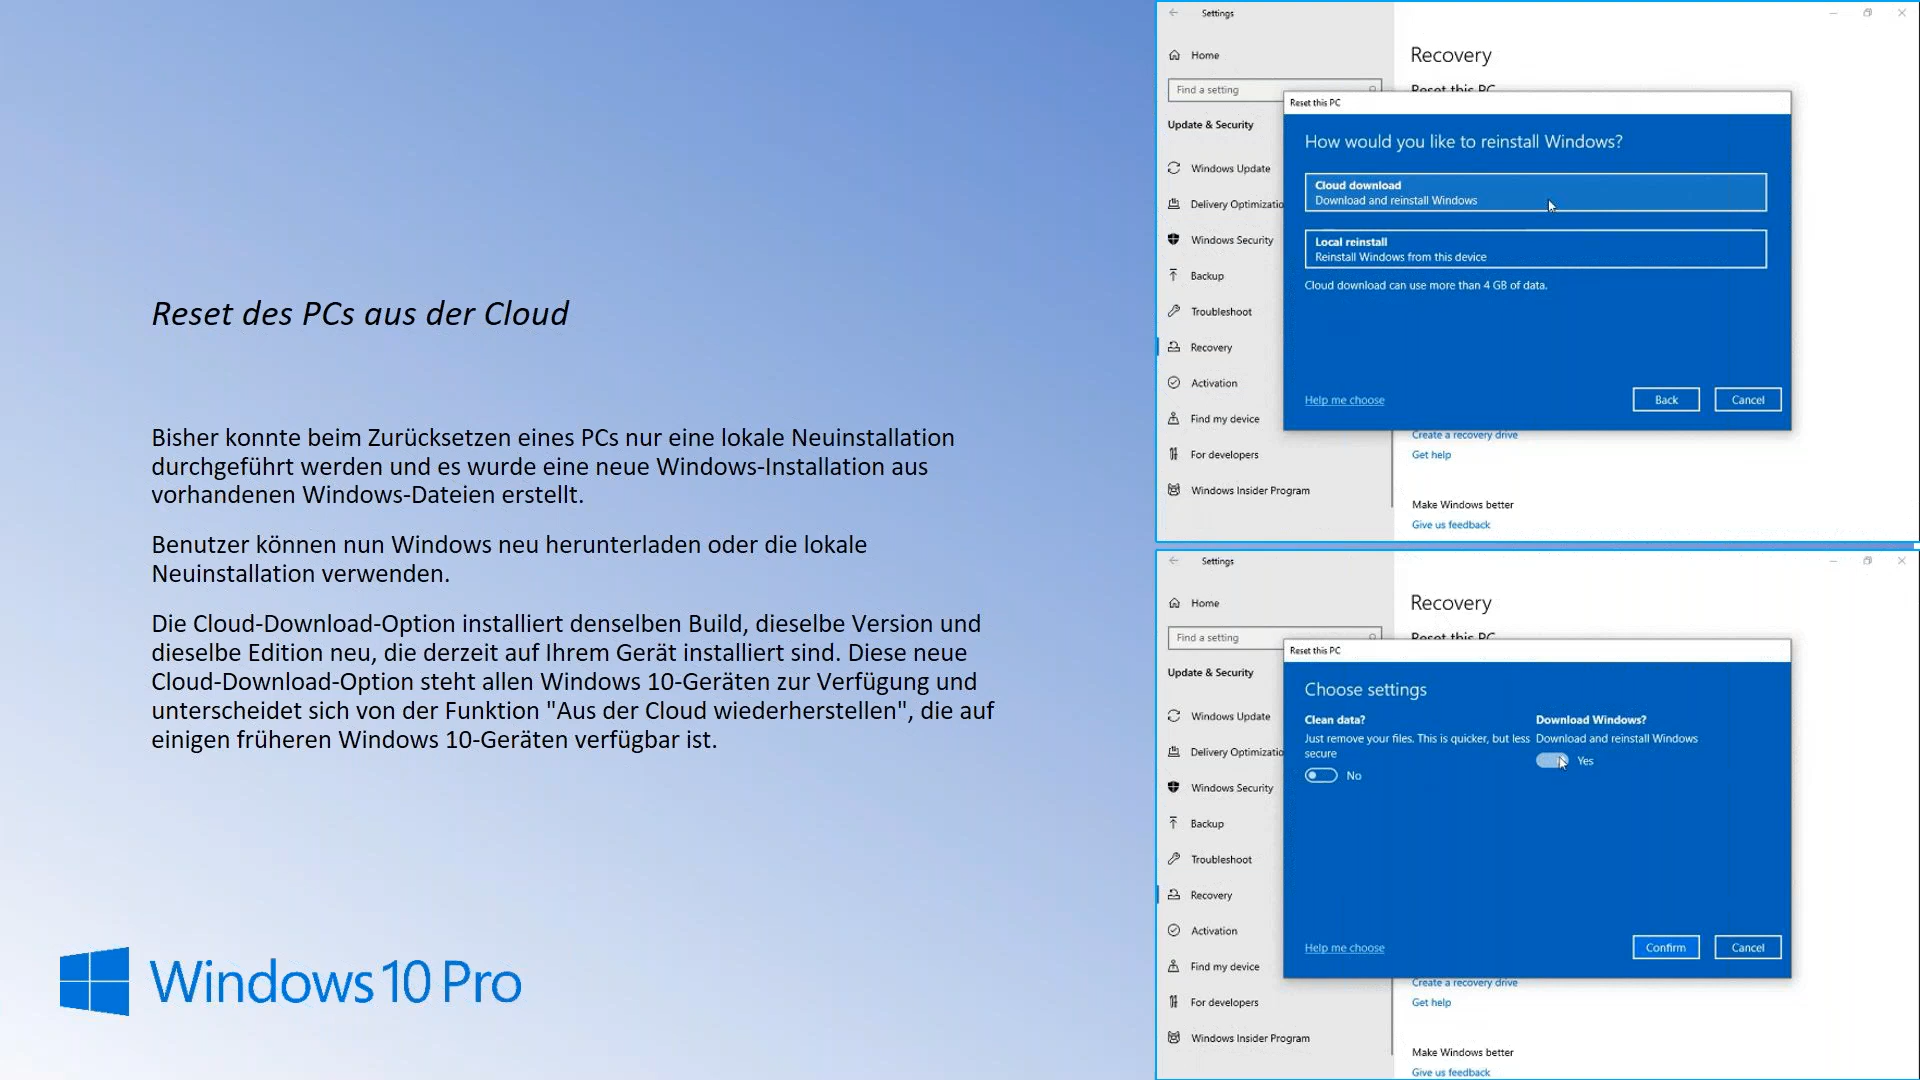 Reset des PCs aus der Cloud
Bisher konnte beim Zurücksetzen eines PCs nur eine lokale Neuinstallation
durchgeführt werden und es wurde eine neue Windows-Installation aus
vorhandenen Windows-Dateien erstellt.
Benutzer können nun Windows neu herunterladen oder die lokale
Neuinstallation verwenden.
Die Cloud-Download-Option installiert denselben Build, dieselbe Version und
dieselbe Edition neu, die derzeit auf Ihrem Gerät installiert sind. Diese neue
Cloud-Download-Option steht allen Windows 10-Geräten zur Verfügung und
unterscheidet sich von der Funktion "Aus der Cloud wiederherstellen", die auf
einigen früheren Windows 10-Geräten verfügbar ist.
Windows 10 Pro
Settings
Home
Find a setting
Update & Security
Windows Update
Delivery Optimizatio
Windows Security
Backup
Troubleshoot
Recovery
Activation
Find my device
For developers
Windows Insider Program
Recovery
Reset this PC
Reset this PC
How would you like to reinstall Windows?
Cloud download
Download and reinstall Windows
Local reinstall
Reinstall Windows from this device
Cloud download can use more than 4 GB of data.
Help me choose
Back
Cancel
Create a recovery drive
Get help
Make Windows better
Give us feedback
Settings
Home
Find a setting
Update & Security
Windows Update
Delivery Optimizatio
Windows Security
Backup
Troubleshoot
Recovery
Activation
Find my device
For developers
Windows Insider Program
Recovery
Reset this PC
Reset this PC
Choose settings
Clean data?
Just remove your files. This is quicker, but less
secure
No
Download Windows?
Download and reinstall Windows
Yes
Help me choose
Confirm
Cancel
Create a recovery drive
Get help
Make Windows better
Give us feedback